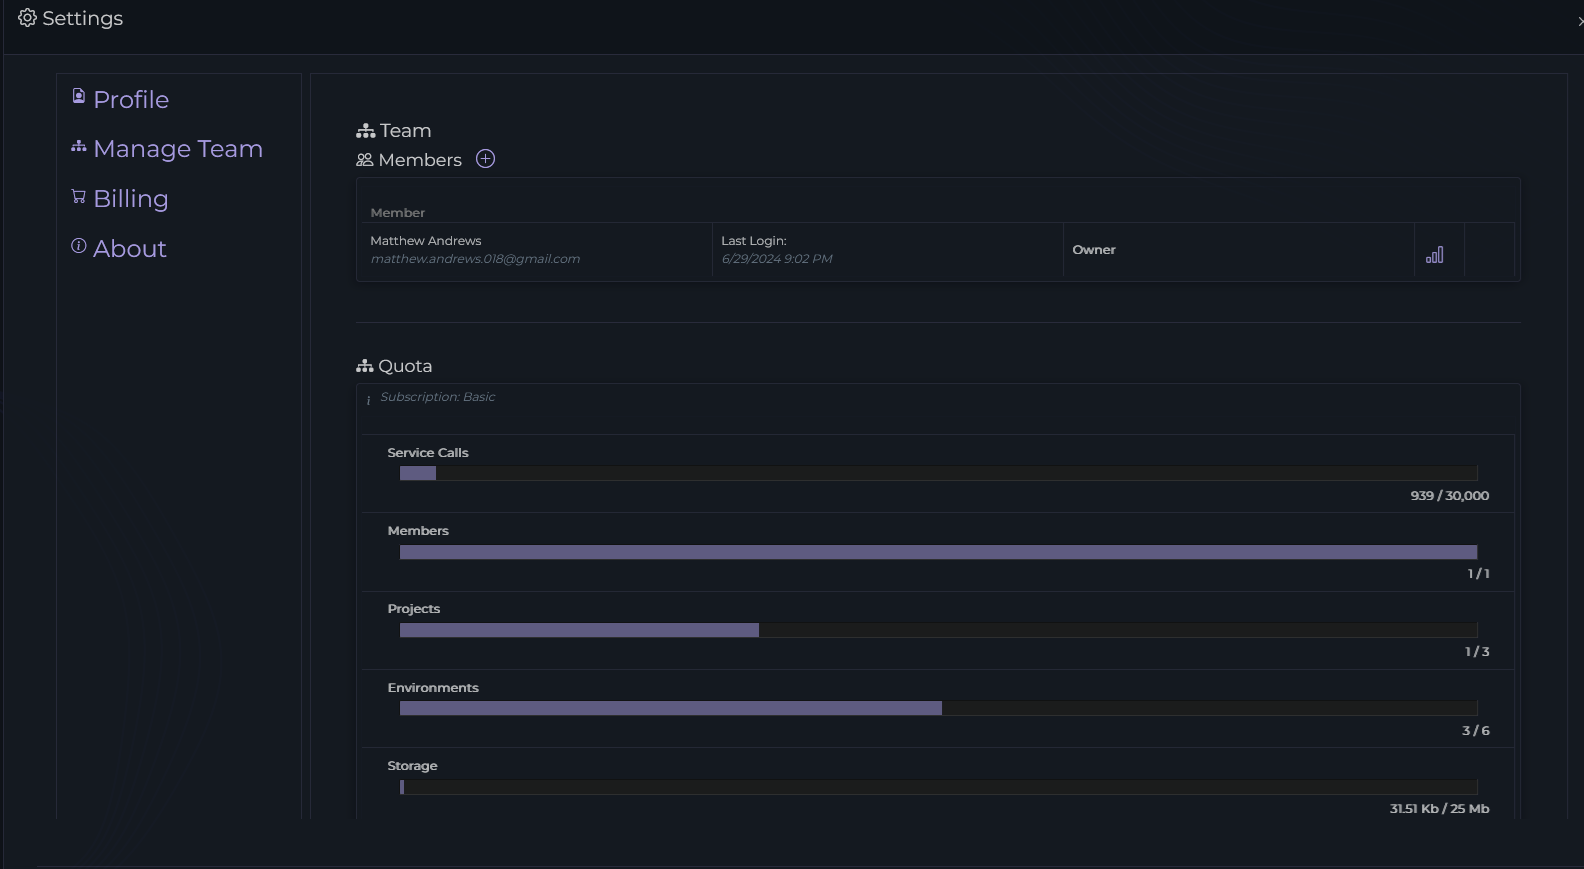 Settings
Profile
Manage Team
Billing
About
Team
Members
Member
Matthew Andrews
matthew.andrews.018@gmail.com
Last Login:
6/29/2024 9:02 PM
Owner
Quota
Subscription: Basic
Service Calls
939 / 30,000
Members
1 / 1
Projects
1 / 3
Environments
3 / 6
Storage
31.51 Kb / 25 Mb